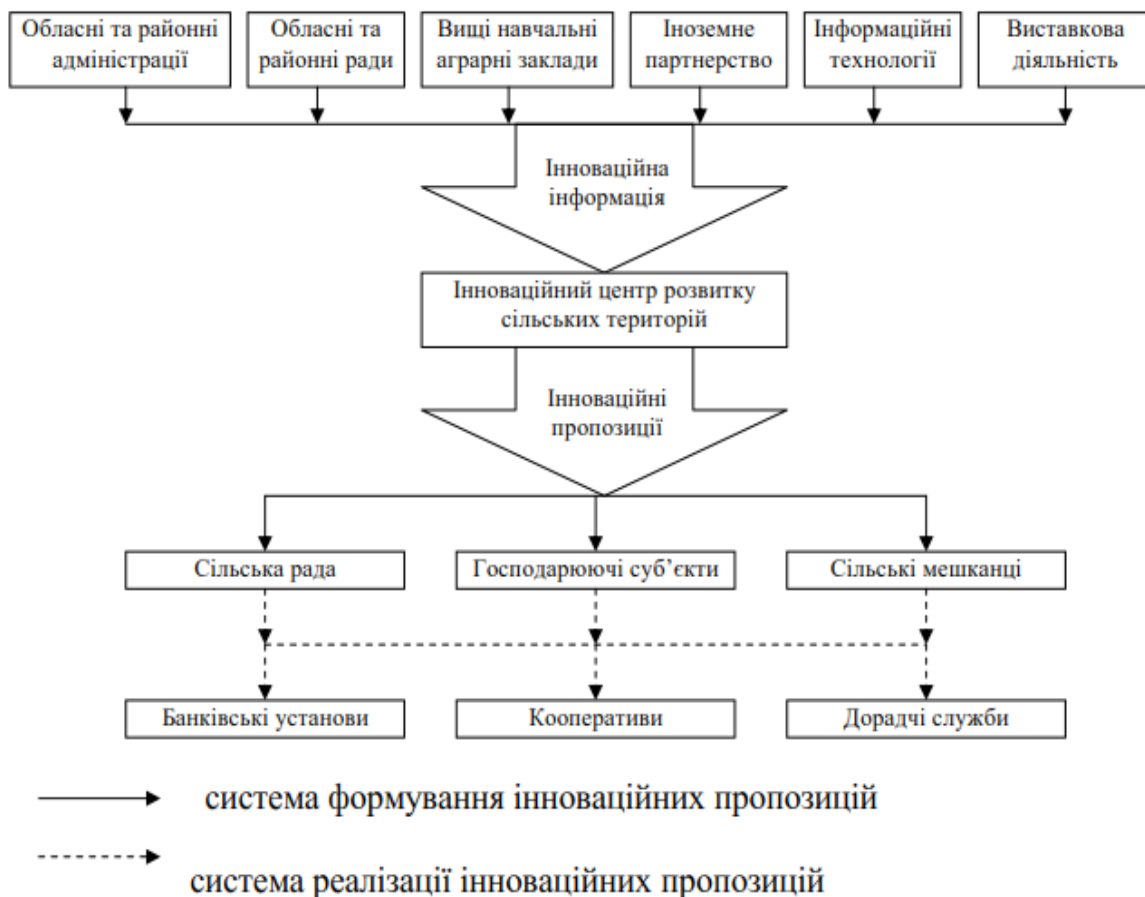 Обласні та районні
адміністрації
Обласні та
районні ради
Вищі навчальні
аграрні заклади
Іноземне
партнерство
Інформаційні
технології
Виставкова
діяльність
Інноваційна
інформація
Інноваційний центр розвитку
сільських територій
Інноваційні
пропозиції
Сільська рада
Господарюючі суб’єкти
Сільські мешканці
Банківські установи
Кооперативи
Дорадчі служби
система формування інноваційних пропозицій
система реалізації інноваційних пропозицій